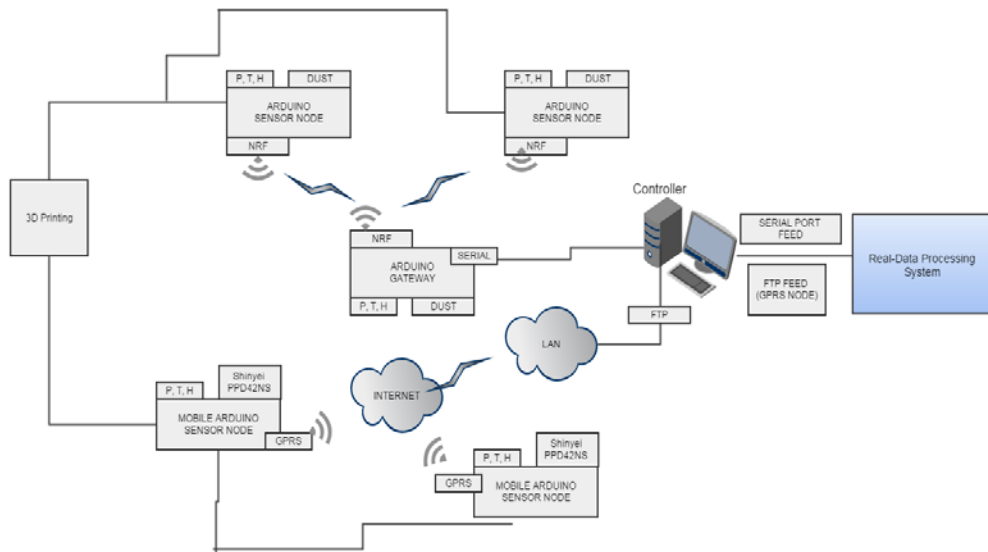 P, T, H
DUST
ARDUINO
SENSOR NODE
NRF
P, T, H
DUST
ARDUINO
SENSOR NODE
NRF
3D Printing
Controller
NRF
SERIAL
ARDUINO
GATEWAY
P, T, H
DUST
SERIAL PORT
FEED
Real-Data Processing
System
FTP FEED
(GPRS NODE)
FTP
LAN
INTERNET
P, T, H
Shinyei
PPD42NS
MOBILE ARDUINO
SENSOR NODE
GPRS
P, T, H
Shinyei
PPD42NS
GPRS
MOBILE ARDUINO
SENSOR NODE